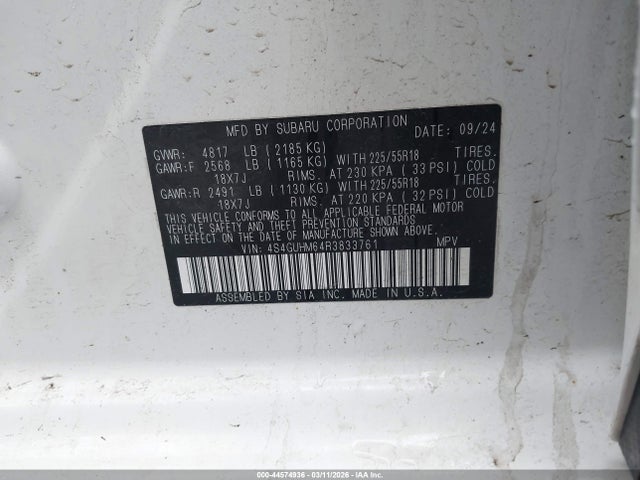 MFD BY SUBARU CORPORATION DATE: 09/24
GVWR: 4817 LB (2185 KG)
GAWR:F 2568 LB (1165 KG) WITH 225/55R18 TIRES.
18X7J RIMS. AT 230 KPA (33 PSI) COLD
GAWR:R 2491 LB (1130 KG) WITH 225/55R18 TIRES.
18X7J RIMS. AT 220 KPA (32 PSI) COLD
THIS VEHICLE CONFORMS TO ALL APPLICABLE FEDERAL MOTOR
VEHICLE SAFETY AND THEFT PREVENTION STANDARDS
IN EFFECT ON THE DATE OF MANUFACTURE SHOWN ABOVE.
VIN: 4S4GUHM64R3833761 MPV
ASSEMBLED BY SIA INC. MADE IN U.S.A.
000-44574936 - 03/11/2026 - IAAI.COM